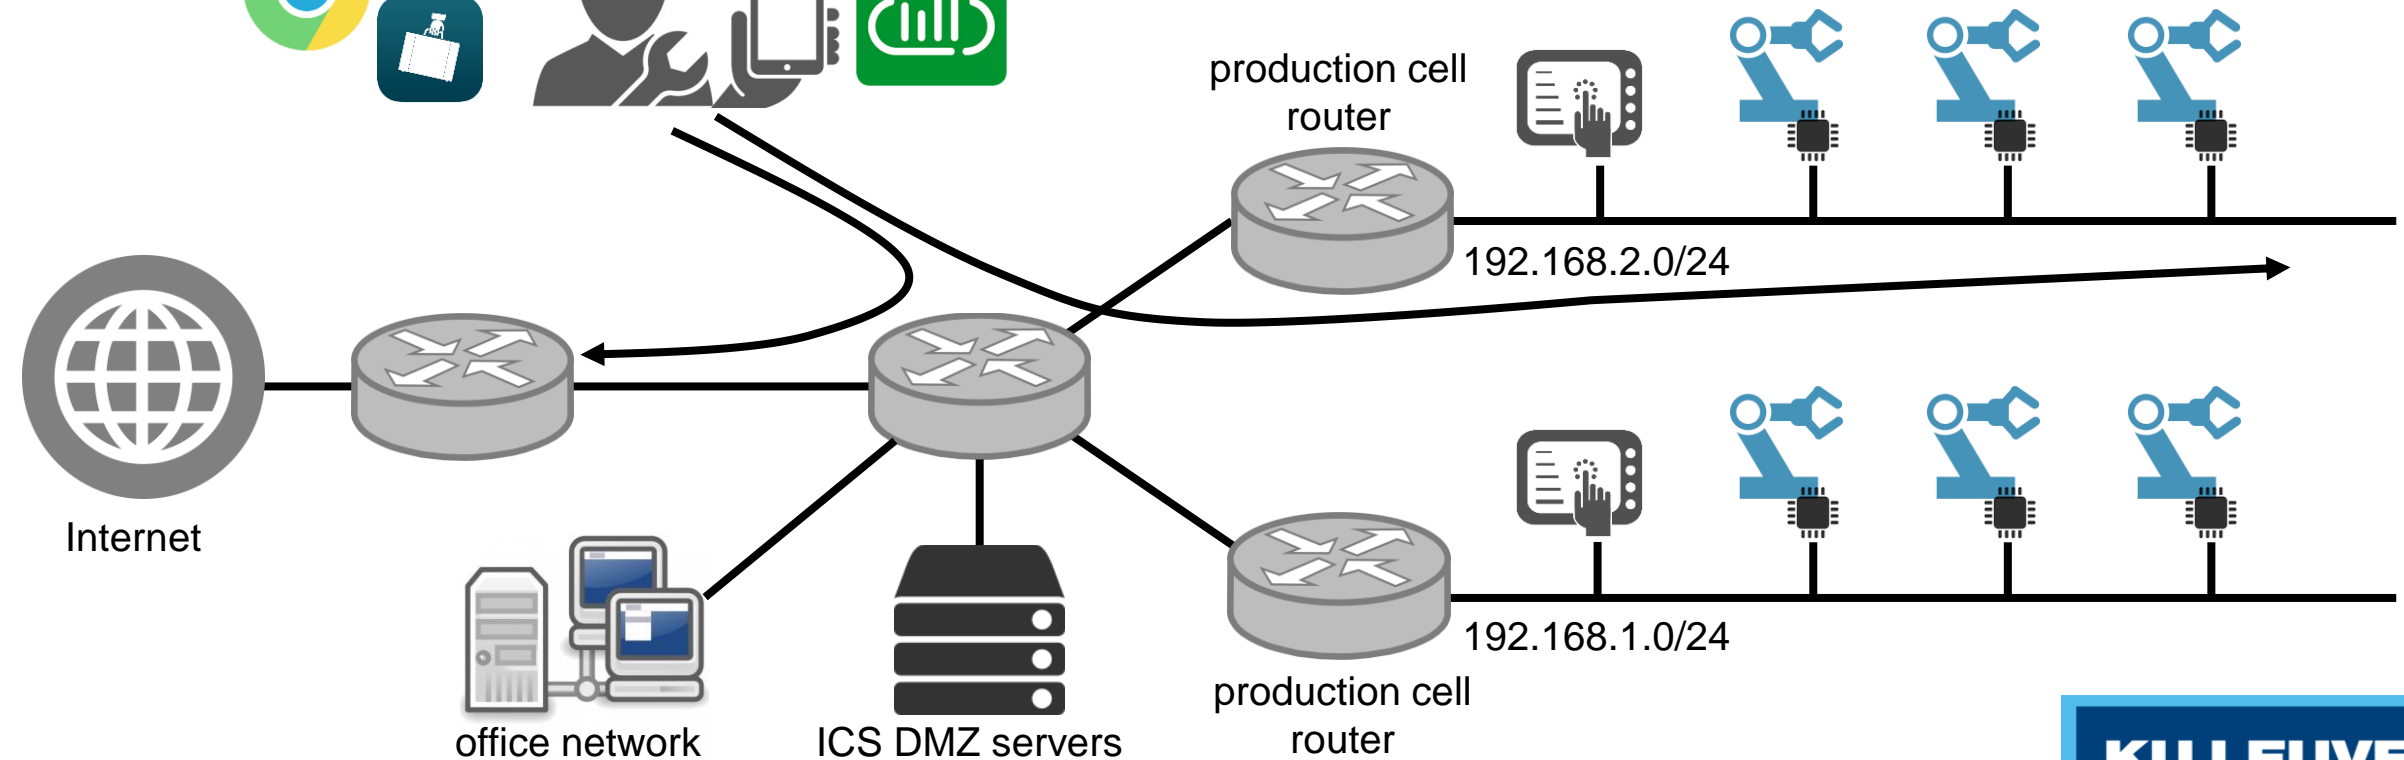 production cell
router
192.168.2.0/24
Internet
192.168.1.0/24
production cell
router
office network
ICS DMZ servers